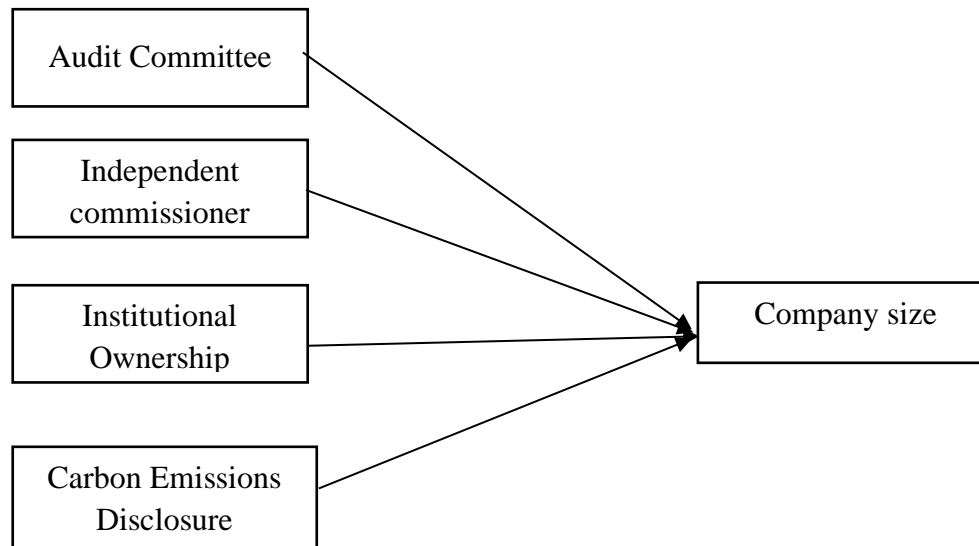 Audit Committee
Independent
commissioner
Institutional
Ownership
Company size
Carbon Emissions
Disclosure